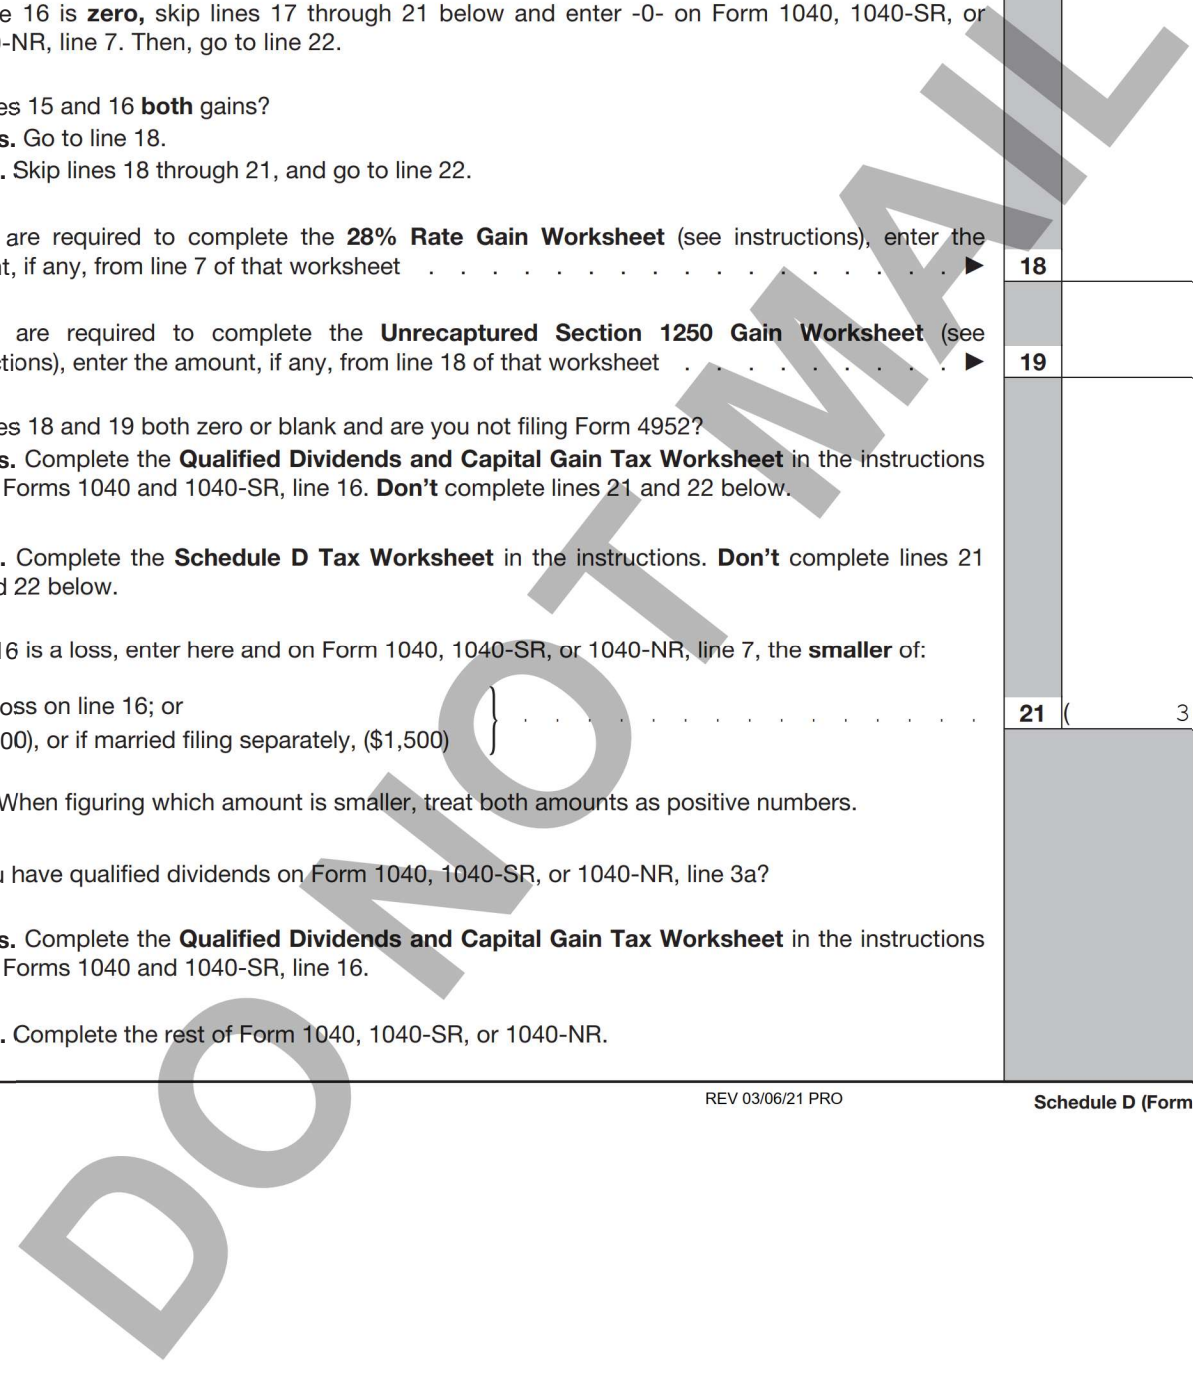 e 16 is zero, skip lines 17 through 21 below and enter -0- on Form 1040, 1040-SR, or
-NR, line 7. Then, go to line 22.
es 15 and 16 both gains?
s. Go to line 18.
. Skip lines 18 through 21, and go to line 22.
are required to complete the 28% Rate Gain Worksheet (see instructions), enter the
t, if any, from line 7 of that worksheet . . . . . . . . . . . . . . . . . ▶ 18
are required to complete the Unrecaptured Section 1250 Gain Worksheet (see
ctions), enter the amount, if any, from line 18 of that worksheet . . . . . . . . . ▶ 19
es 18 and 19 both zero or blank and are you not filing Form 4952?
s. Complete the Qualified Dividends and Capital Gain Tax Worksheet in the instructions
Forms 1040 and 1040-SR, line 16. Don't complete lines 21 and 22 below.
. Complete the Schedule D Tax Worksheet in the instructions. Don't complete lines 21
d 22 below.
16 is a loss, enter here and on Form 1040, 1040-SR, or 1040-NR, line 7, the smaller of:
oss on line 16; or
00), or if married filing separately, ($1,500) } . . . . . . . . . . . . . . . 21 ( 3
When figuring which amount is smaller, treat both amounts as positive numbers.
u have qualified dividends on Form 1040, 1040-SR, or 1040-NR, line 3a?
s. Complete the Qualified Dividends and Capital Gain Tax Worksheet in the instructions
Forms 1040 and 1040-SR, line 16.
. Complete the rest of Form 1040, 1040-SR, or 1040-NR.
REV 03/06/21 PRO Schedule D (Form
DO NOT MAIL